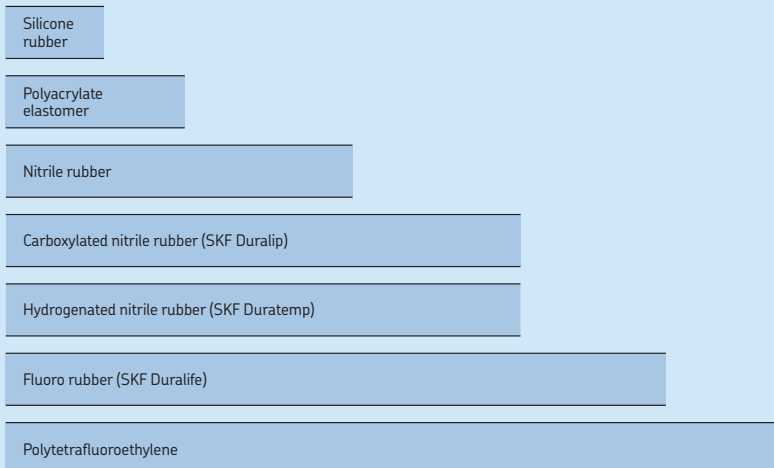 Silicone
rubber
Polyacrylate
elastomer
Nitrile rubber
Carboxylated nitrile rubber (SKF Duralip)
Hydrogenated nitrile rubber (SKF Duratemp)
Fluoro rubber (SKF Duralife)
Polytetrafluoroethylene